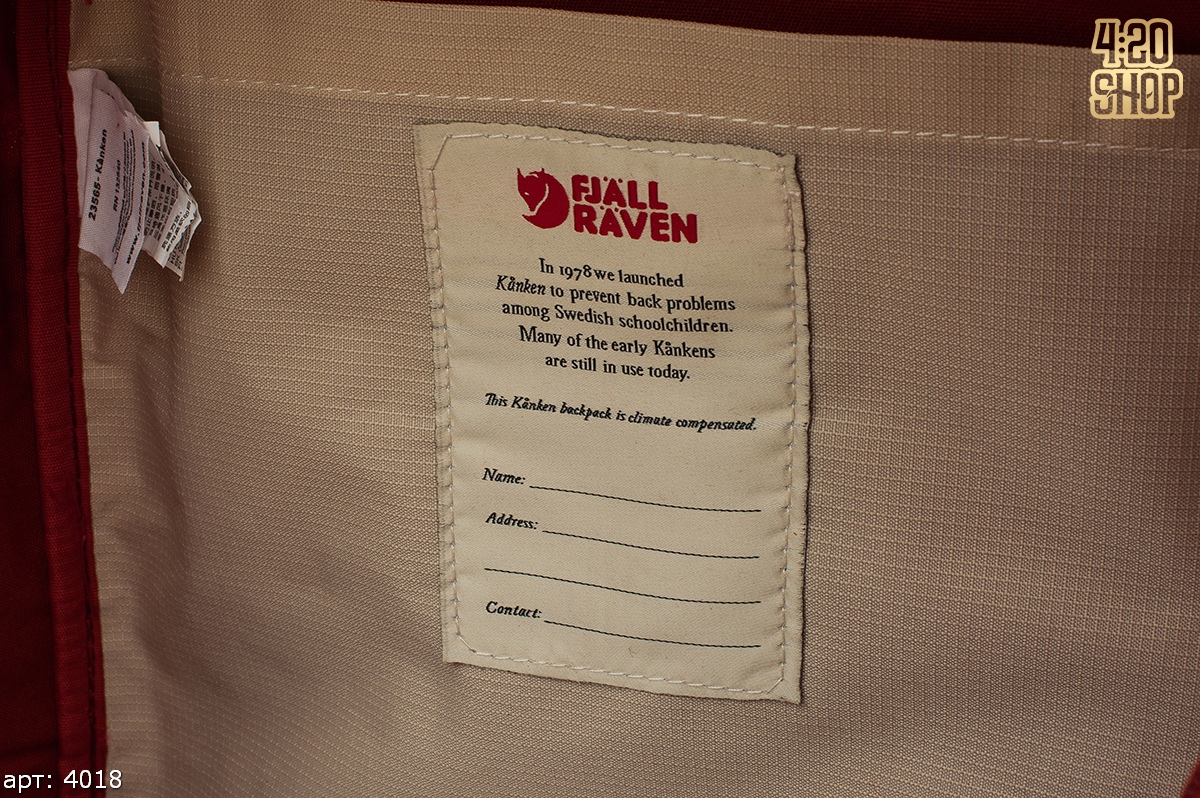 4:20
SHOP
23565 - Kånken
RN 132640
FJÄLL
RÄVEN
In 1978 we launched
Kånken to prevent back problems
among Swedish schoolchildren.
Many of the early Kånkens
are still in use today.
This Kånken backpack is climate compensated.
Name:
Address:
Contact:
арт: 4018